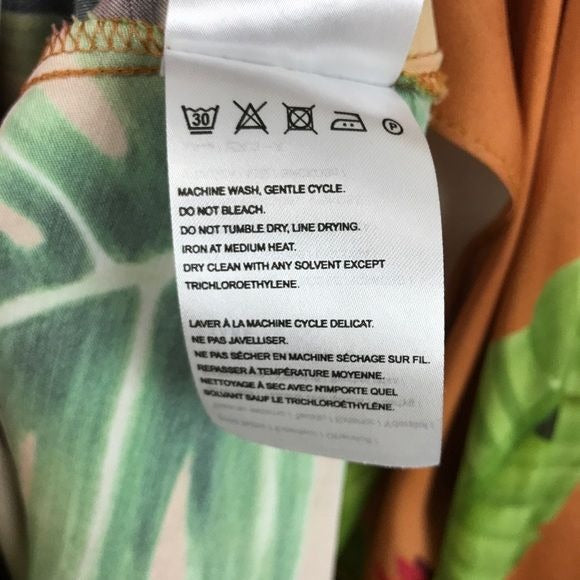 30
P
MACHINE WASH, GENTLE CYCLE.
DO NOT BLEACH.
DO NOT TUMBLE DRY, LINE DRYING.
IRON AT MEDIUM HEAT.
DRY CLEAN WITH ANY SOLVENT EXCEPT
TRICHLOROETHYLENE.
LAVER À LA MACHINE CYCLE DELICAT.
NE PAS JAVELLISER.
NE PAS SÉCHER EN MACHINE SÉCHAGE SUR FIL.
REPASSER À TEMPÉRATURE MOYENNE.
NETTOYAGE À SEC AVEC N'IMPORTE QUEL
SOLVANT SAUF LE TRICHLOROÉTHYLÈNE.